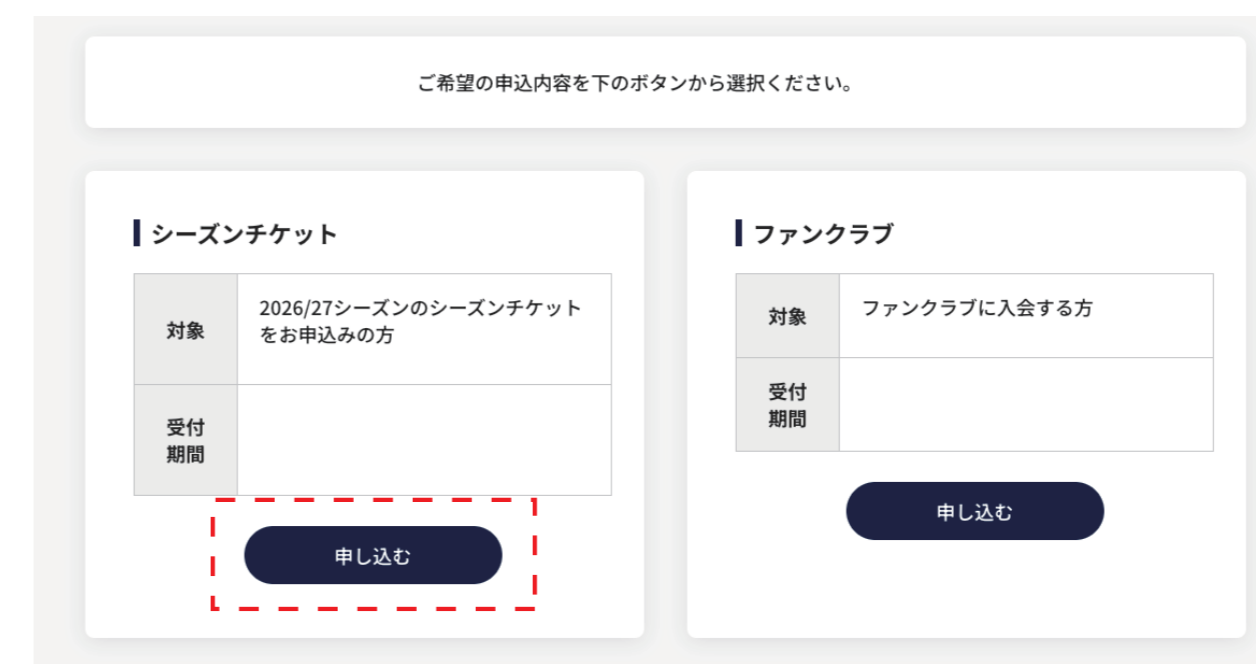 ご希望の申込内容を下のボタンから選択ください。
シーズンチケット
対象
2026/27シーズンのシーズンチケット
をお申込みの方
受付
期間
申し込む
ファンクラブ
対象
ファンクラブに入会する方
受付
期間
申し込む